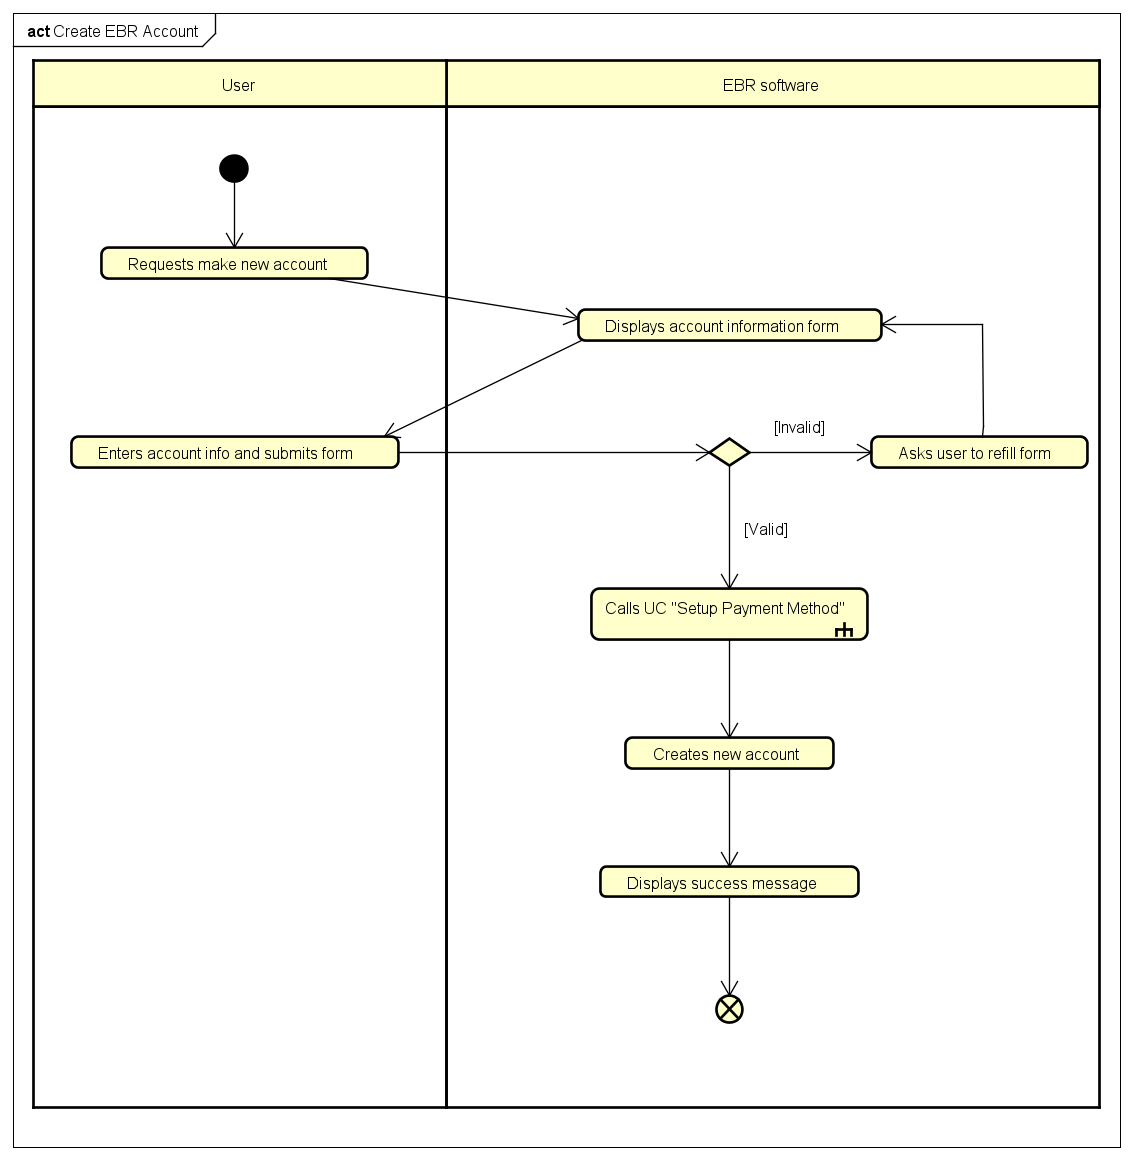 act Create EBR Account
User
EBR software
Requests make new account
Displays account information form
Enters account info and submits form
[Invalid]
Asks user to refill form
[Valid]
Calls UC "Setup Payment Method"
Creates new account
Displays success message